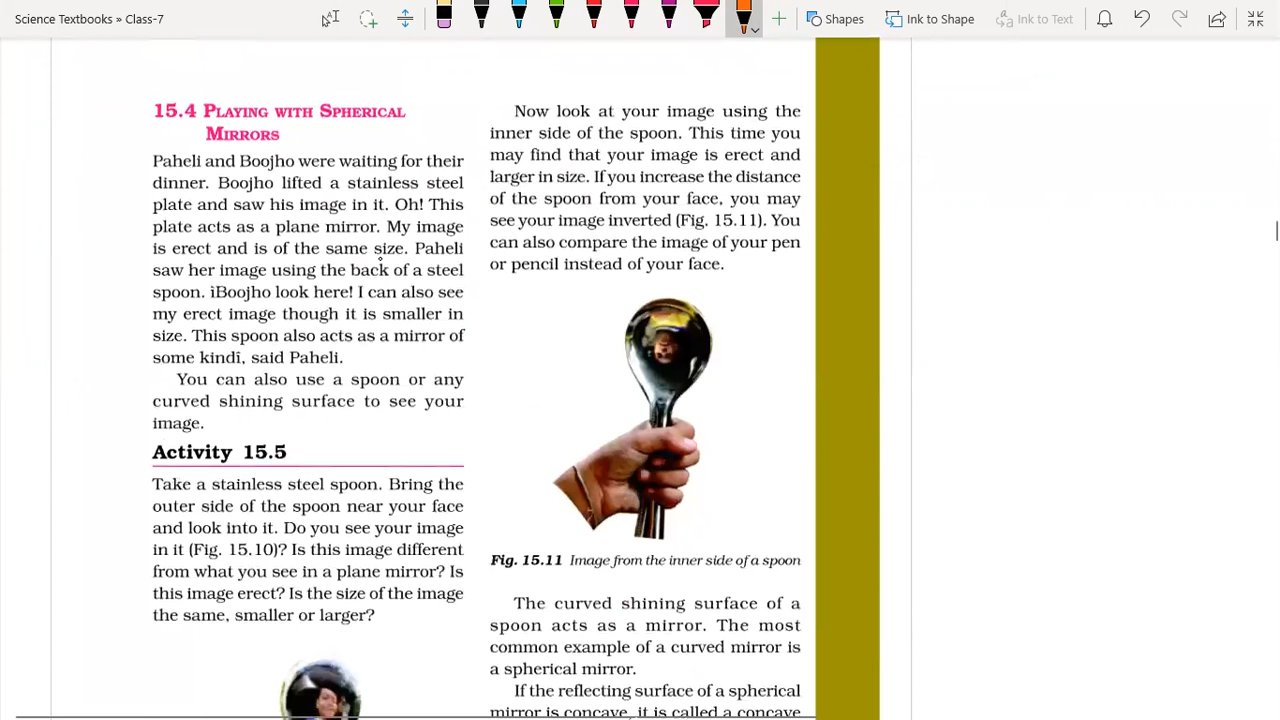 Science Textbooks » Class-7
Shapes
Ink to Shape
Ink to Text
15.4 PLAYING WITH SPHERICAL
MIRRORS
Paheli and Boojho were waiting for their
dinner. Boojho lifted a stainless steel
plate and saw his image in it. Oh! This
plate acts as a plane mirror. My image
is erect and is of the same size. Paheli
saw her image using the back of a steel
spoon. ìBoojho look here! I can also see
my erect image though it is smaller in
size. This spoon also acts as a mirror of
some kindî, said Paheli.
You can also use a spoon or any
curved shining surface to see your
image.
Activity 15.5
Take a stainless steel spoon. Bring the
outer side of the spoon near your face
and look into it. Do you see your image
in it (Fig. 15.10)? Is this image different
from what you see in a plane mirror? Is
this image erect? Is the size of the image
the same, smaller or larger?
Now look at your image using the
inner side of the spoon. This time you
may find that your image is erect and
larger in size. If you increase the distance
of the spoon from your face, you may
see your image inverted (Fig. 15.11). You
can also compare the image of your pen
or pencil instead of your face.
Fig. 15.11 Image from the inner side of a spoon
The curved shining surface of a
spoon acts as a mirror. The most
common example of a curved mirror is
a spherical mirror.
If the reflecting surface of a spherical
mirror is concave, it is called a concave